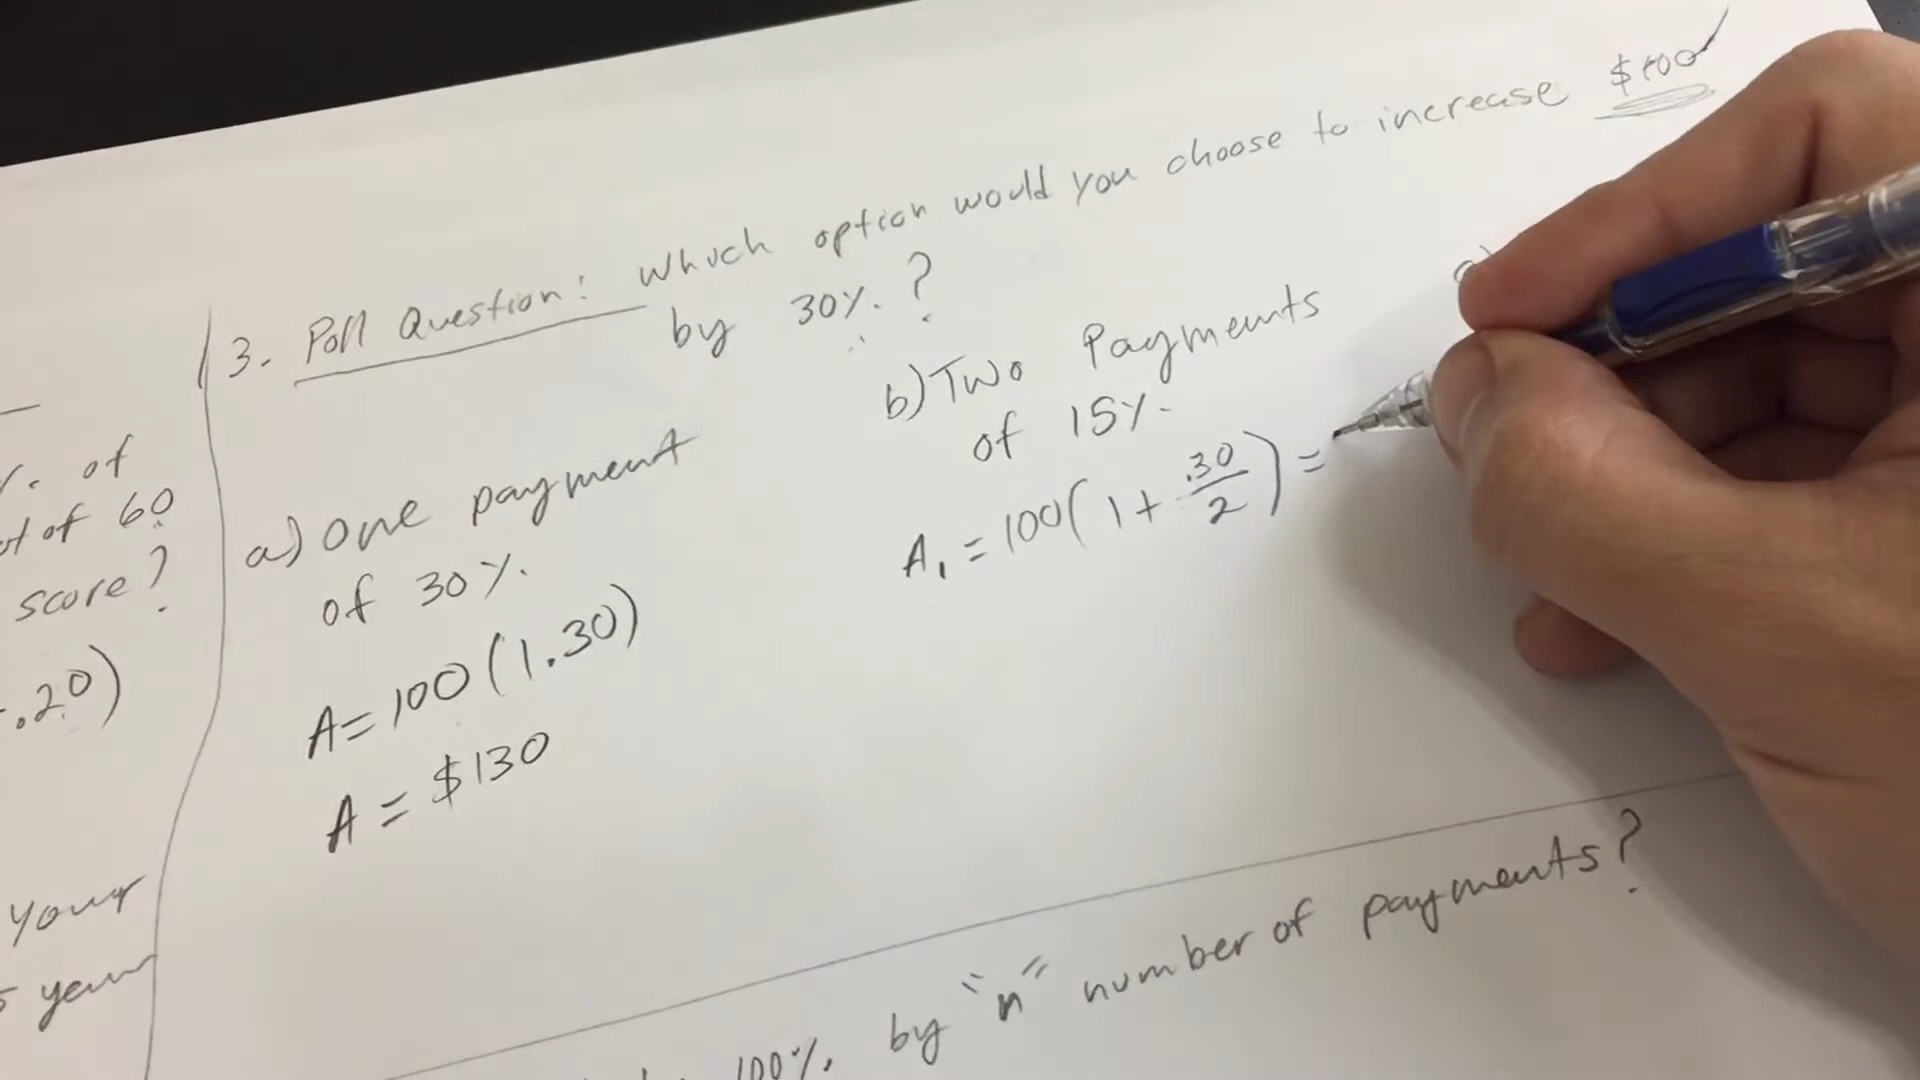 3. Poll Question: Which option would you choose to increase $100
by 30%. ?
a) One payment
of 30%.
A = 100(1.30)
A = $130
b) Two Payments
of 15%.
A₁ = 100(1 + .30/2) =
%. of
of 60
score?
.20)
your
years
100%. by "n" number of payments?